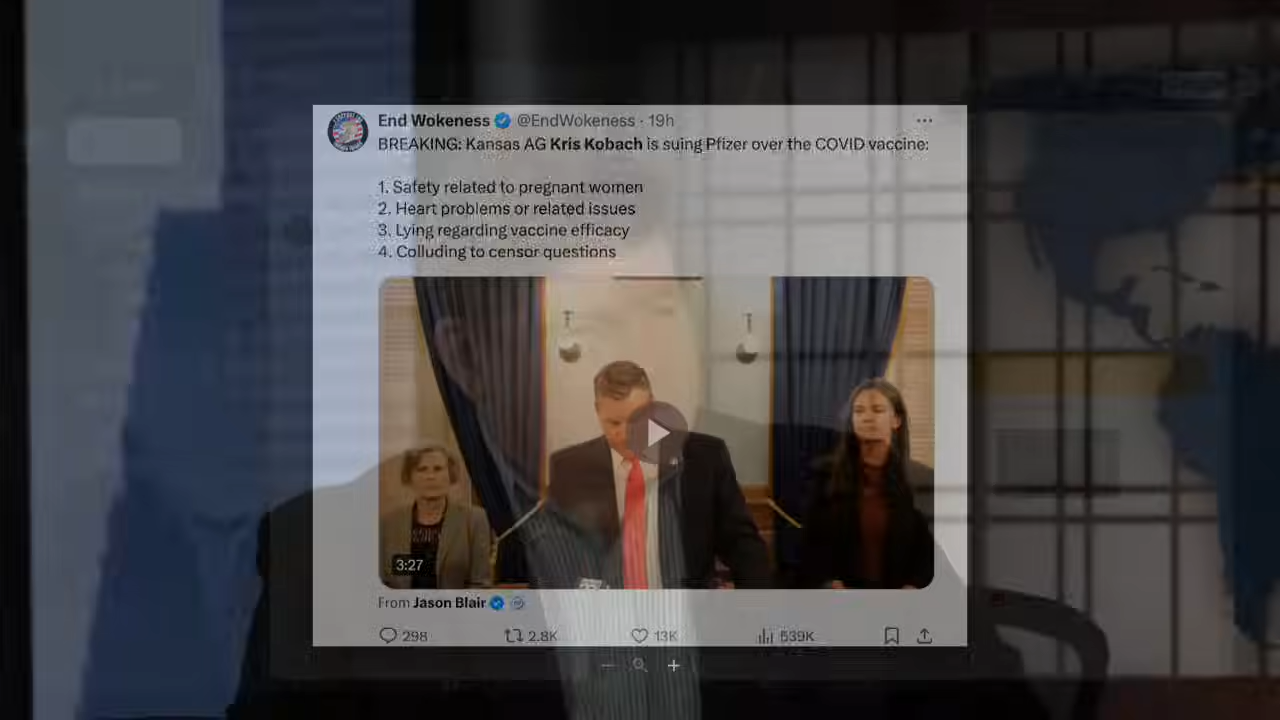 End Wokeness @EndWokeness · 19h
BREAKING: Kansas AG Kris Kobach is suing Pfizer over the COVID vaccine:
1. Safety related to pregnant women
2. Heart problems or related issues
3. Lying regarding vaccine efficacy
4. Colluding to censor questions
3:27
From Jason Blair
298 2.8K 13K 539K